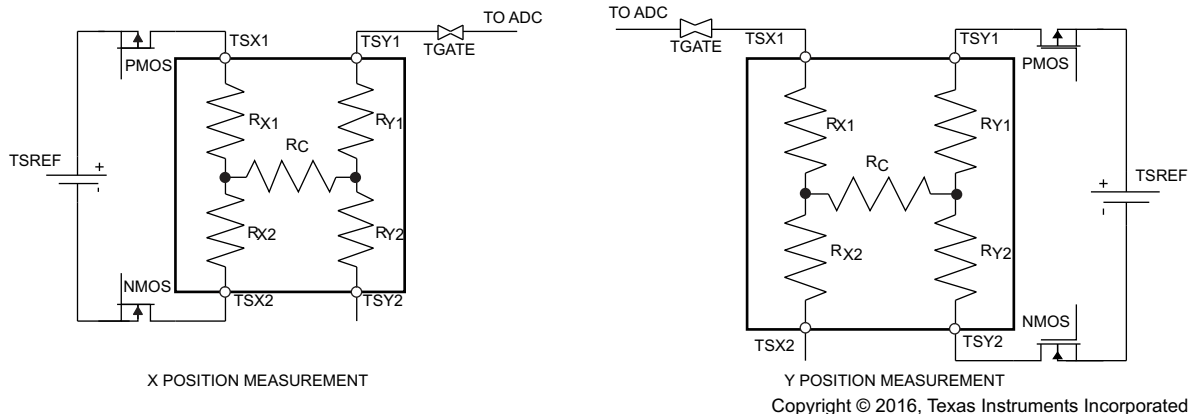 TO ADC
TSX1
TSY1
TGATE
PMOS
RX1
RY1
RC
TSREF
+
-
RX2
RY2
NMOS
TSX2
TSY2
X POSITION MEASUREMENT
TO ADC
TGATE
TSX1
TSY1
PMOS
RX1
RY1
RC
TSREF
+
-
RX2
RY2
NMOS
TSX2
TSY2
Y POSITION MEASUREMENT
Copyright © 2016, Texas Instruments Incorporated